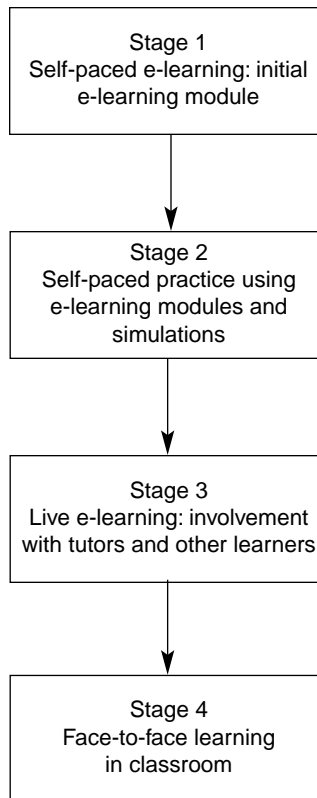 Stage 1
Self-paced e-learning: initial
e-learning module
Stage 2
Self-paced practice using
e-learning modules and
simulations
Stage 3
Live e-learning: involvement
with tutors and other learners
Stage 4
Face-to-face learning
in classroom